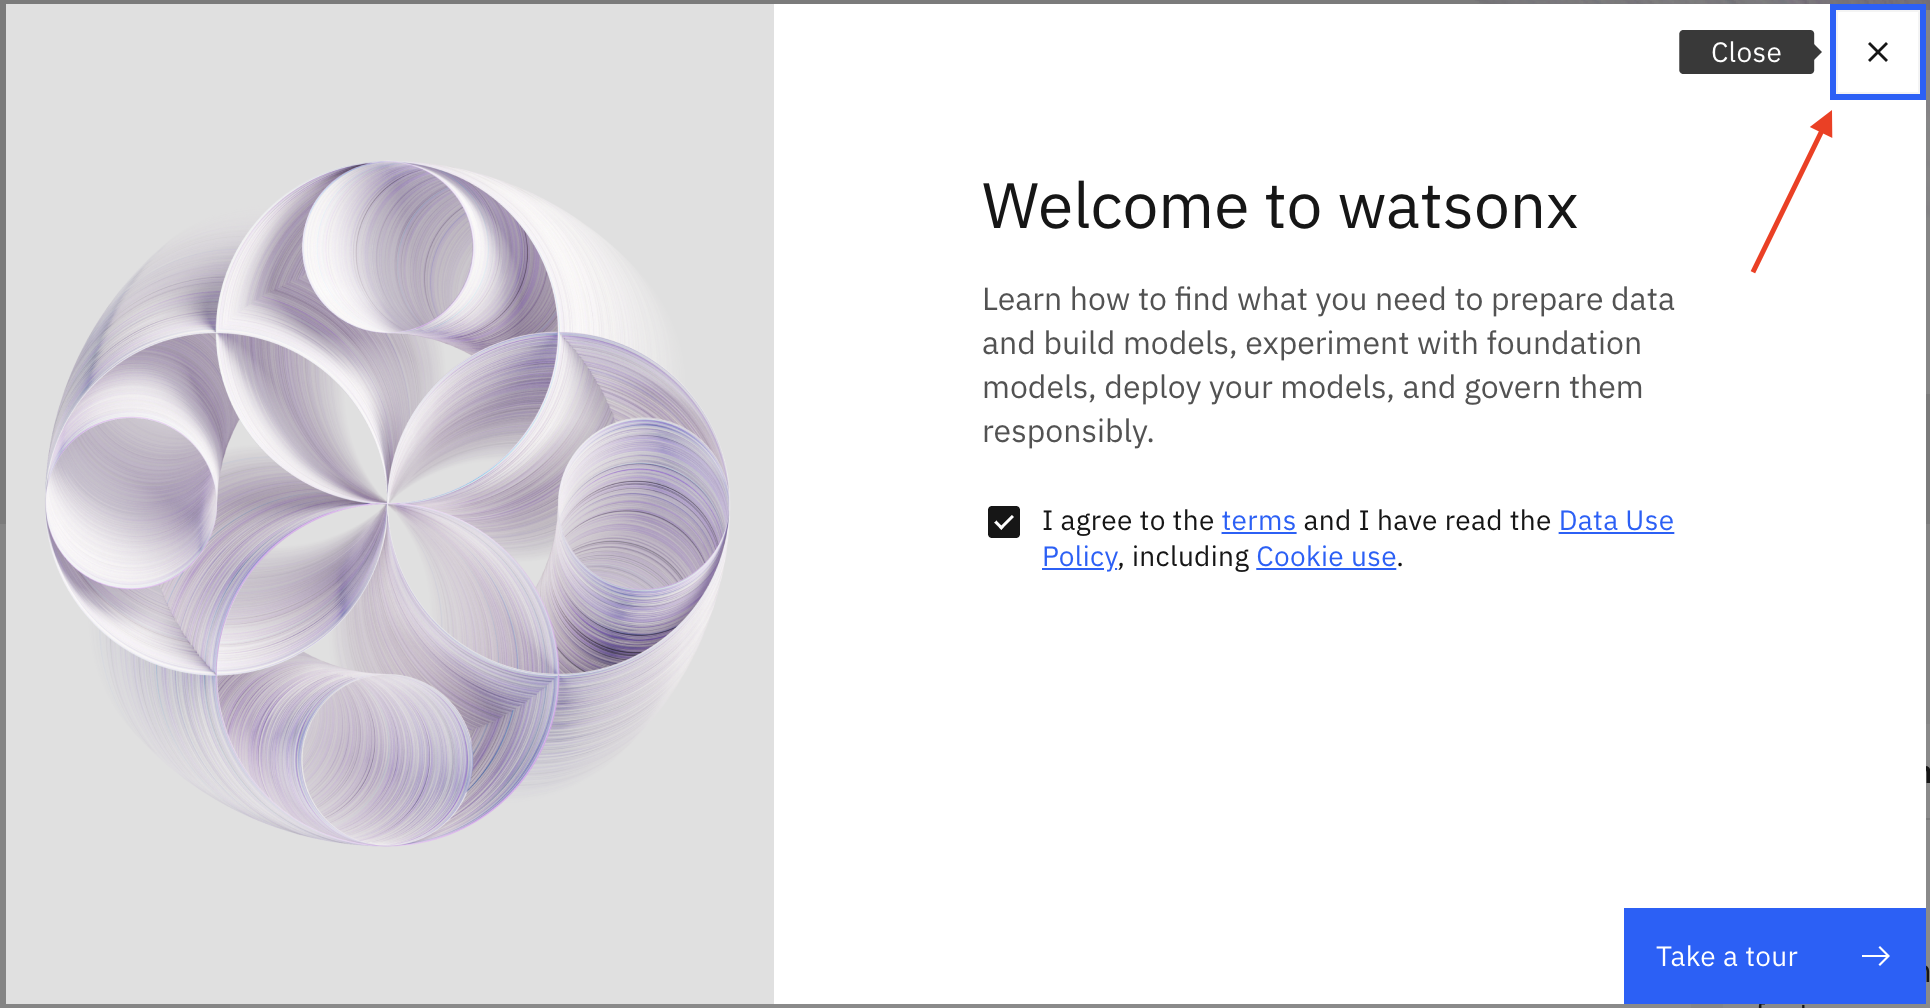 Close
Welcome to watsonx
Learn how to find what you need to prepare data
and build models, experiment with foundation
models, deploy your models, and govern them
responsibly.
I agree to the terms and I have read the Data Use
Policy, including Cookie use.
Take a tour